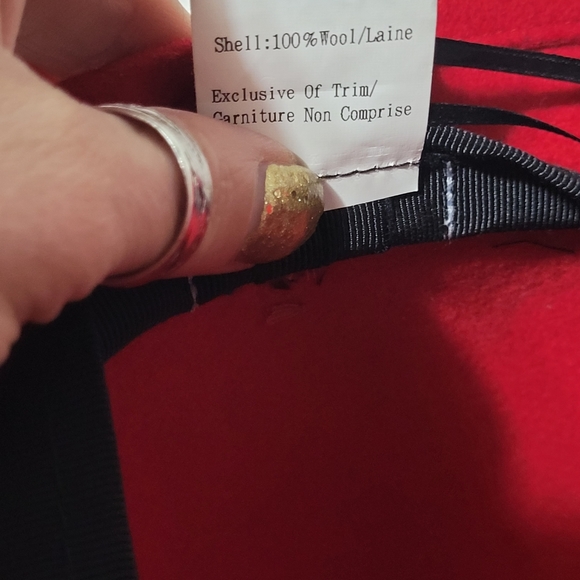 Shell:100%Wool/Laine
Exclusive Of Trim/
Garniture Non Comprise